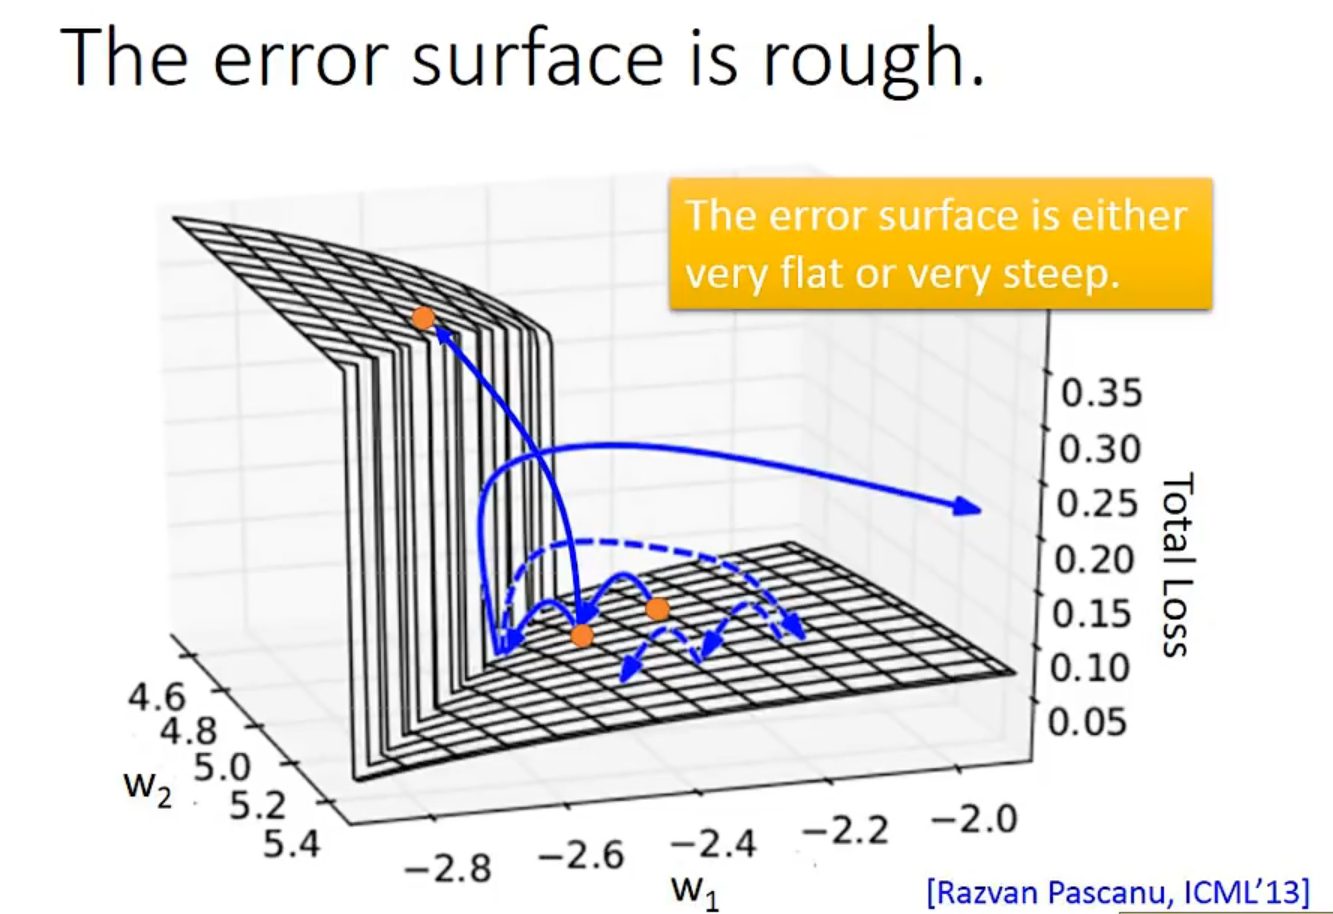 The error surface is rough.
The error surface is either
very flat or very steep.
0.35
0.30
0.25
0.20
0.15
0.10
0.05
Total Loss
4.6
4.8
5.0
5.2
5.4
w₂
−2.8
−2.6
−2.4
−2.2
−2.0
w₁
[Razvan Pascanu, ICML’13]